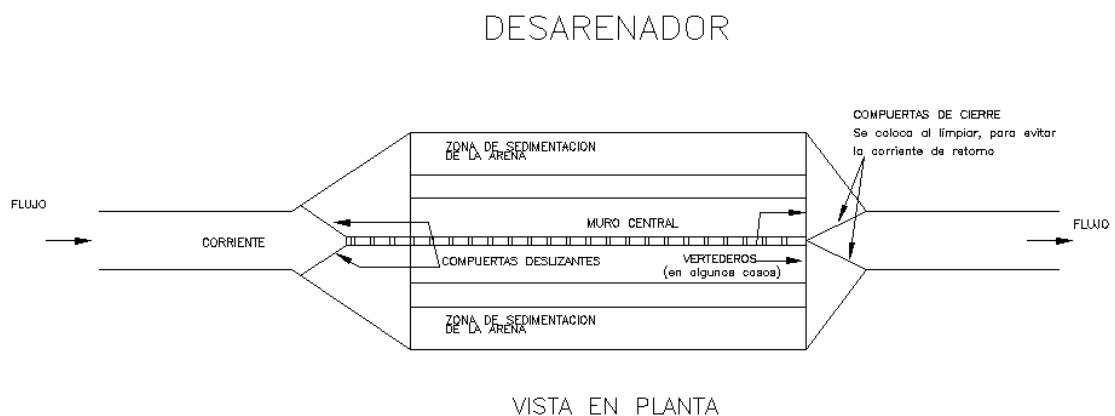 DESARENADOR
COMPUERTAS DE CIERRE
Se coloca al limpiar, para evitar
la corriente de retorno
ZONA DE SEDIMENTACION
DE LA ARENA
FLUJO
MURO CENTRAL
FLUJO
CORRIENTE
COMPUERTAS DESLIZANTES
VERTEDEROS
(en algunos casos)
ZONA DE SEDIMENTACION
DE LA ARENA
VISTA EN PLANTA